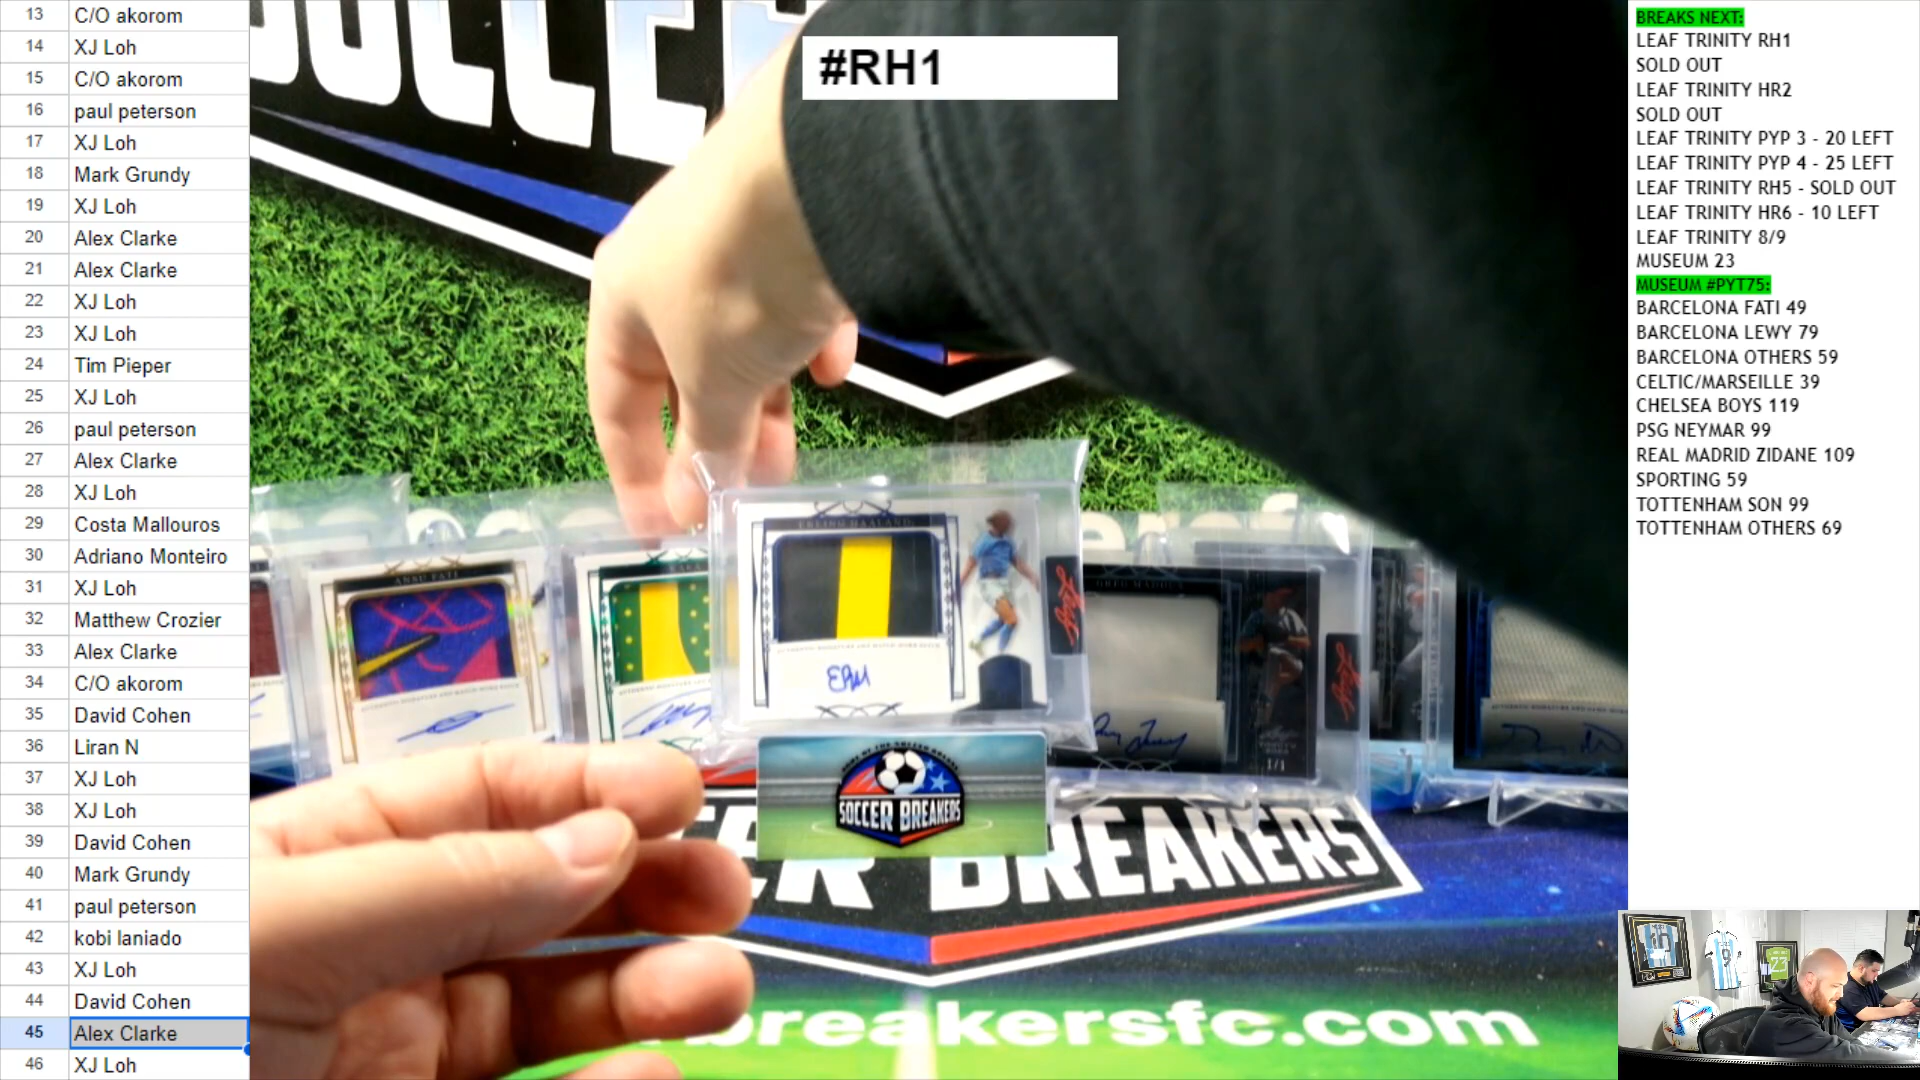 13 C/O akorom
14 XJ Loh
15 C/O akorom
16 paul peterson
17 XJ Loh
18 Mark Grundy
19 XJ Loh
20 Alex Clarke
21 Alex Clarke
22 XJ Loh
23 XJ Loh
24 Tim Pieper
25 XJ Loh
26 paul peterson
27 Alex Clarke
28 XJ Loh
29 Costa Mallouros
30 Adriano Monteiro
31 XJ Loh
32 Matthew Crozier
33 Alex Clarke
34 C/O akorom
35 David Cohen
36 Liran N
37 XJ Loh
38 XJ Loh
39 David Cohen
40 Mark Grundy
41 paul peterson
42 kobi laniado
43 XJ Loh
44 David Cohen
45 Alex Clarke
46 XJ Loh
#RH1
ANSU FATI
ERLING HAALAND
Leaf
1/1
SOCCER BREAKERS
BREAKERS
breakersfc.com
BREAKS NEXT:
LEAF TRINITY RH1
SOLD OUT
LEAF TRINITY HR2
SOLD OUT
LEAF TRINITY PYP 3 - 20 LEFT
LEAF TRINITY PYP 4 - 25 LEFT
LEAF TRINITY RH5 - SOLD OUT
LEAF TRINITY HR6 - 10 LEFT
LEAF TRINITY 8/9
MUSEUM 23
MUSEUM #PYT75:
BARCELONA FATI 49
BARCELONA LEWY 79
BARCELONA OTHERS 59
CELTIC/MARSEILLE 39
CHELSEA BOYS 119
PSG NEYMAR 99
REAL MADRID ZIDANE 109
SPORTING 59
TOTTENHAM SON 99
TOTTENHAM OTHERS 69